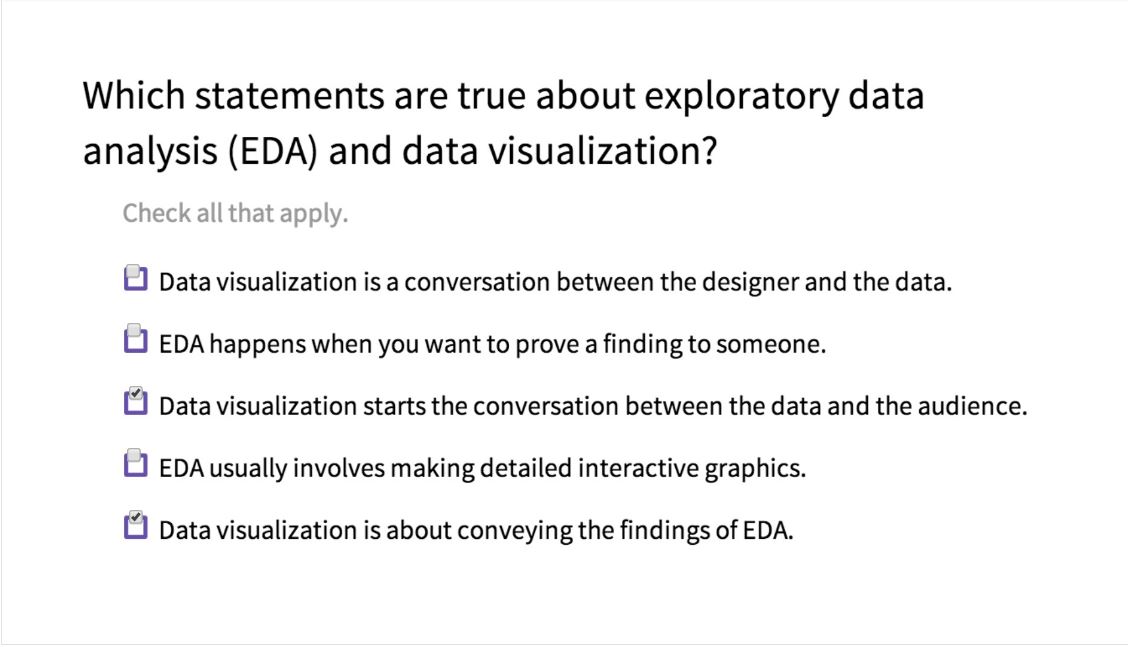 Which statements are true about exploratory data
analysis (EDA) and data visualization?
Check all that apply.
Data visualization is a conversation between the designer and the data.
EDA happens when you want to prove a finding to someone.
Data visualization starts the conversation between the data and the audience.
EDA usually involves making detailed interactive graphics.
Data visualization is about conveying the findings of EDA.